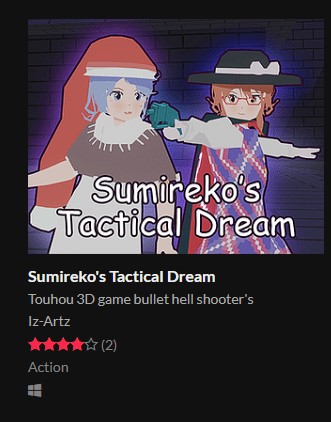 Sumireko's
Tactical Dream
Sumireko's Tactical Dream
Touhou 3D game bullet hell shooter's
Iz-Artz
(2)
Action